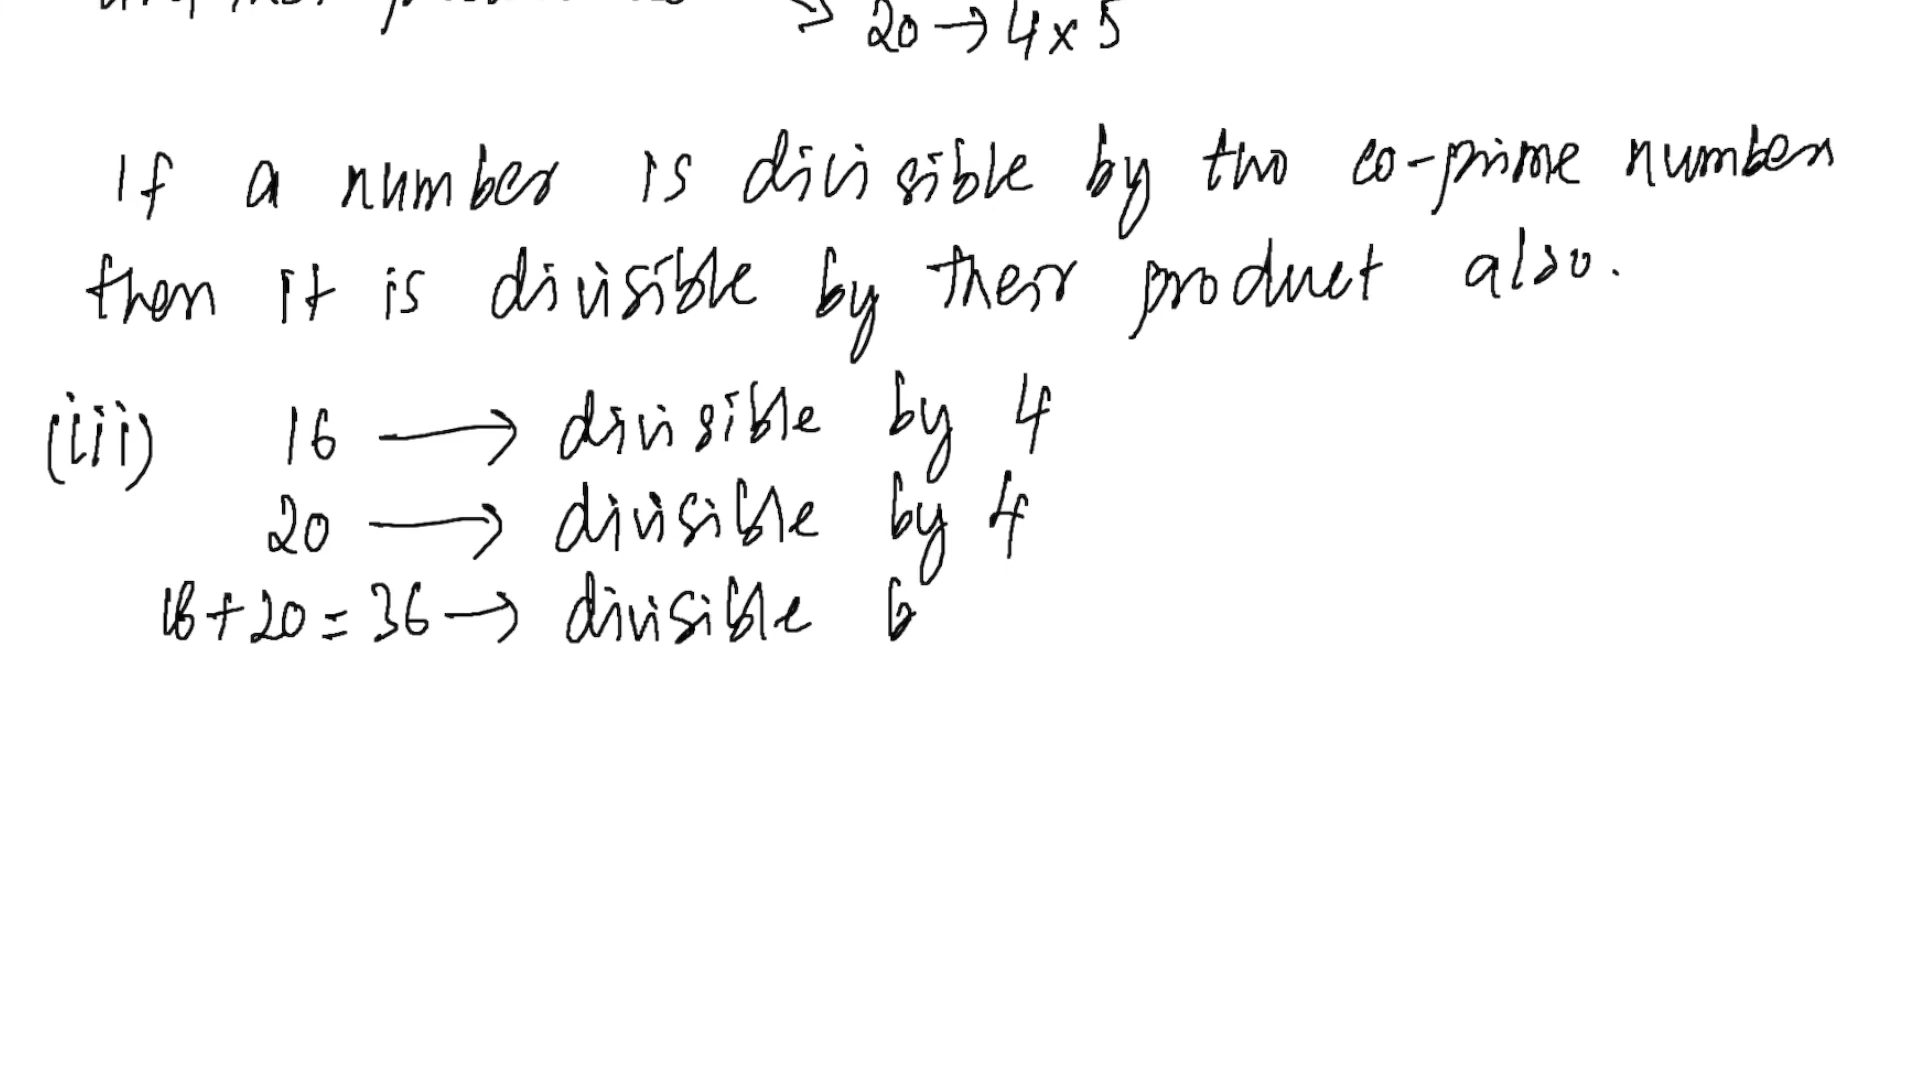 20 → 4 x 5
If a number is divisible by two co-prime number
then it is divisible by their product also.
(iii) 16 → divisible by 4
20 → divisible by 4
16+20=36 → divisible b